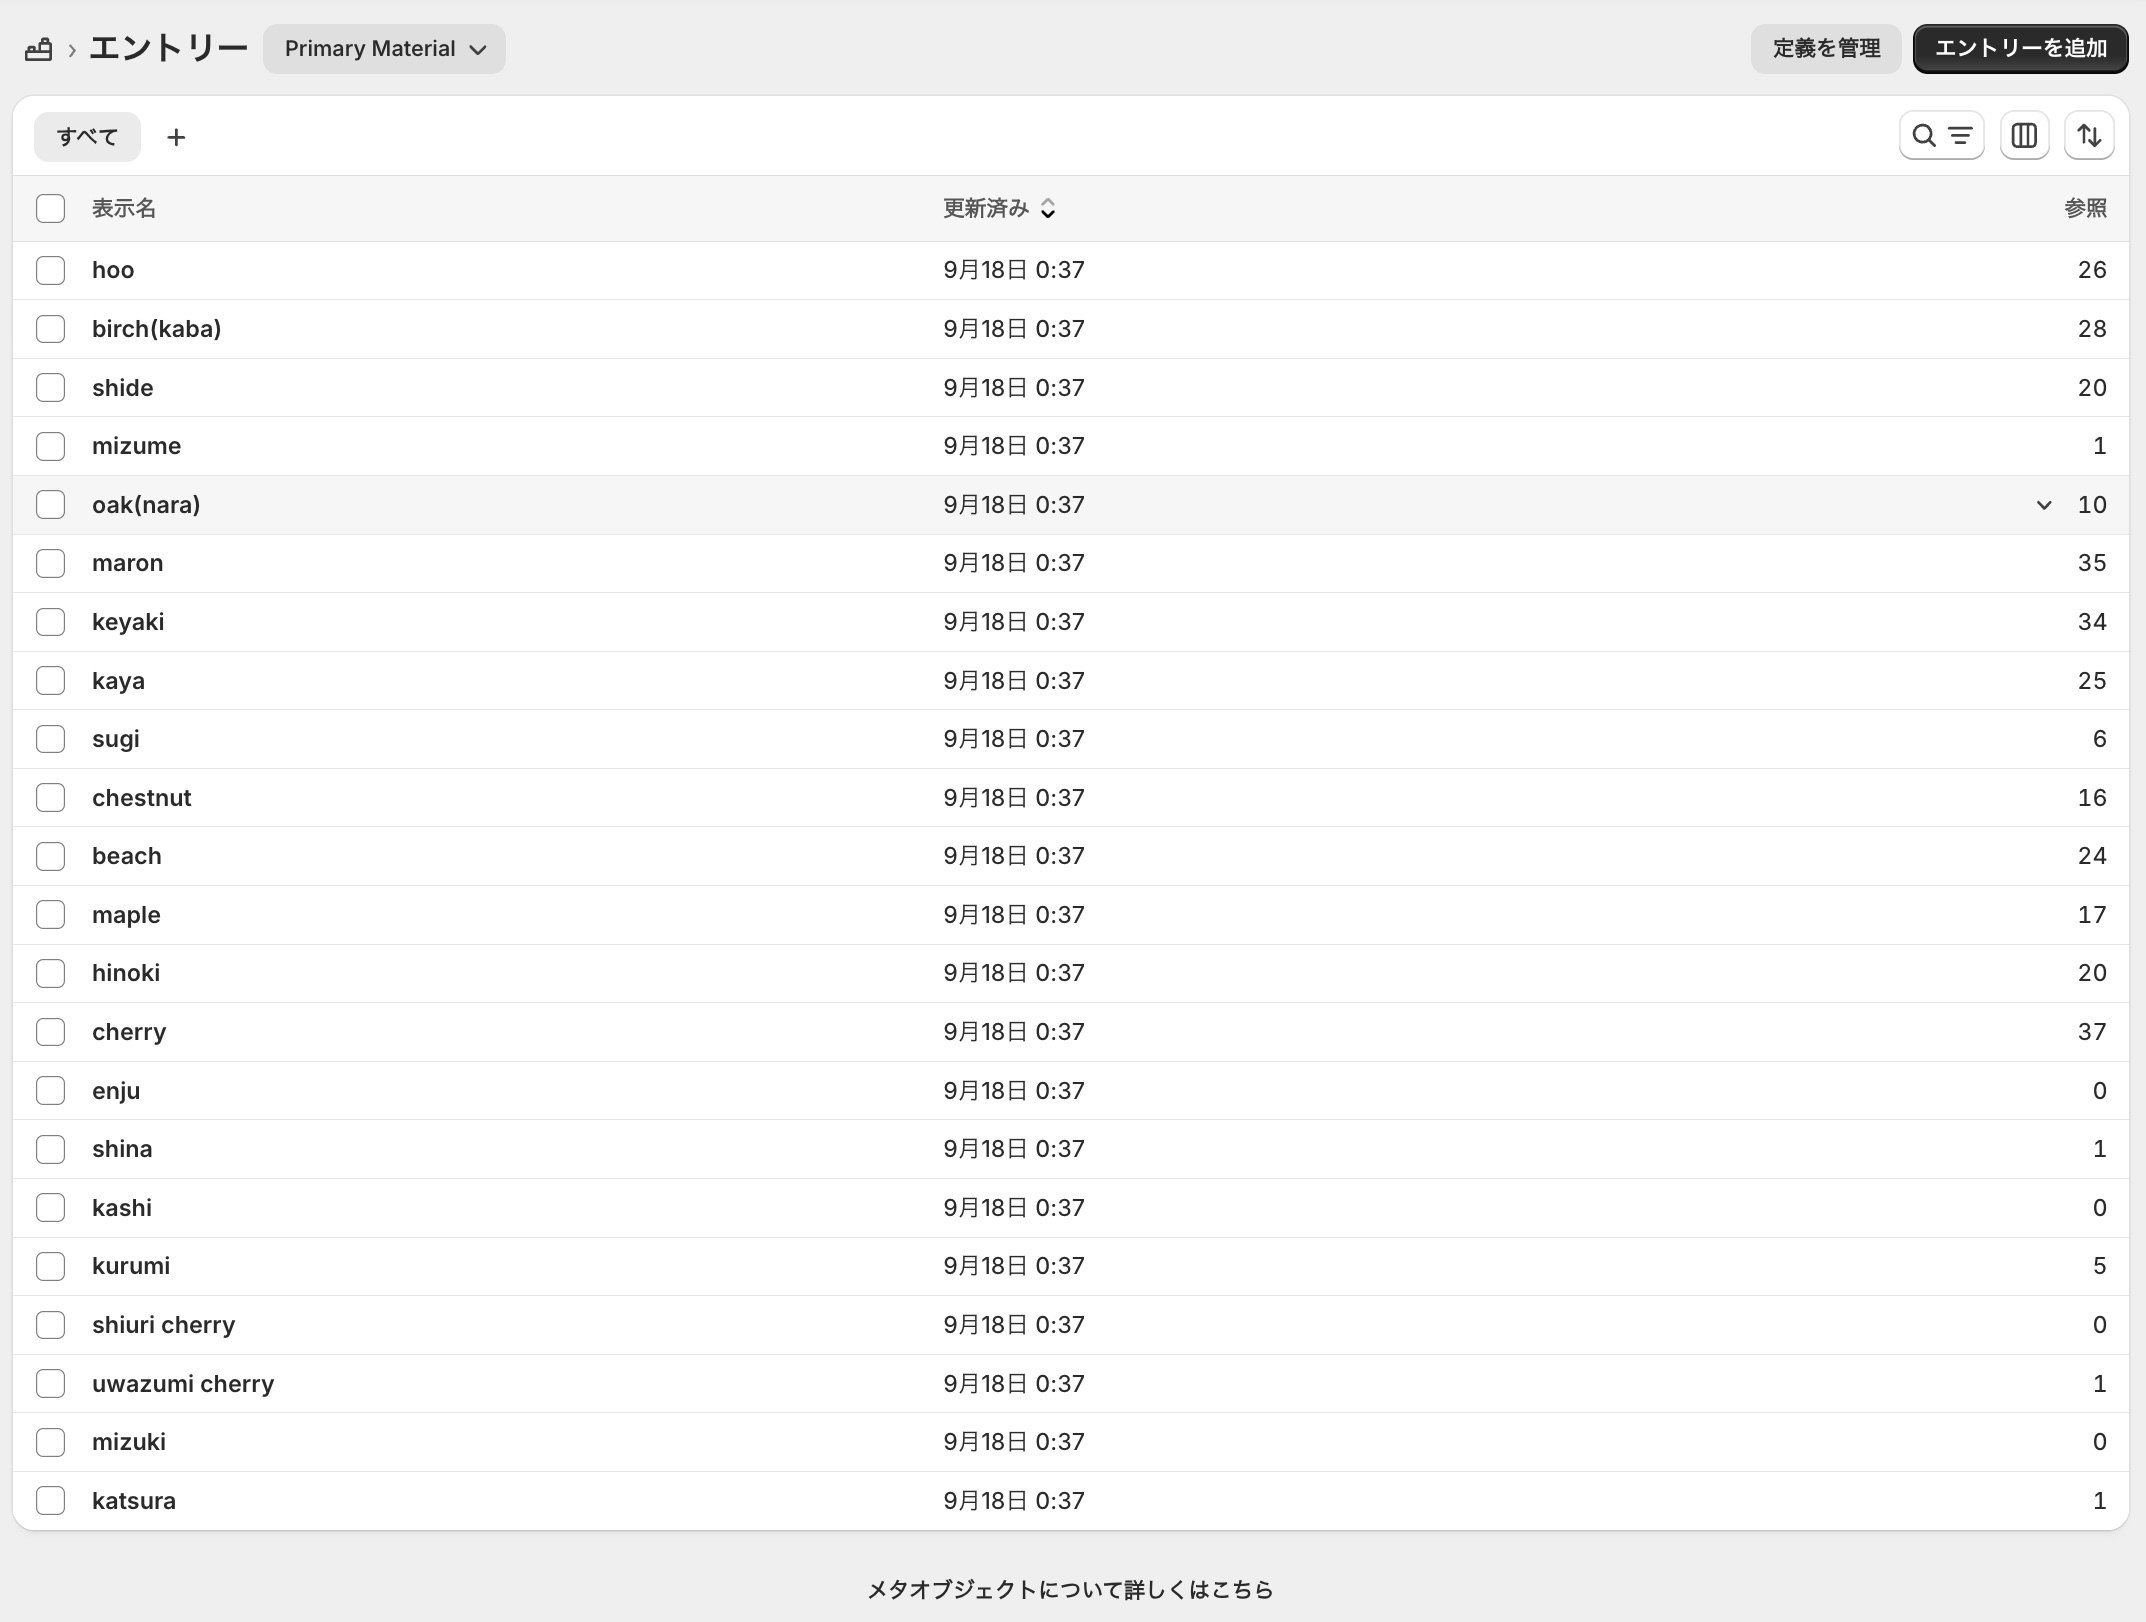 エントリー Primary Material 定義を管理 エントリーを追加
すべて
表示名 更新済み 参照
hoo 9月18日 0:37 26
birch(kaba) 9月18日 0:37 28
shide 9月18日 0:37 20
mizume 9月18日 0:37 1
oak(nara) 9月18日 0:37 10
maron 9月18日 0:37 35
keyaki 9月18日 0:37 34
kaya 9月18日 0:37 25
sugi 9月18日 0:37 6
chestnut 9月18日 0:37 16
beach 9月18日 0:37 24
maple 9月18日 0:37 17
hinoki 9月18日 0:37 20
cherry 9月18日 0:37 37
enju 9月18日 0:37 0
shina 9月18日 0:37 1
kashi 9月18日 0:37 0
kurumi 9月18日 0:37 5
shiuri cherry 9月18日 0:37 0
uwazumi cherry 9月18日 0:37 1
mizuki 9月18日 0:37 0
katsura 9月18日 0:37 1
メタオブジェクトについて詳しくはこちら